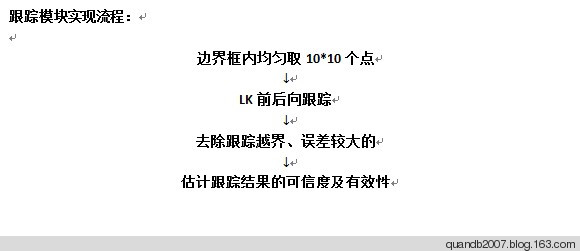 跟踪模块实现流程：
边界框内均匀取 10*10 个点
↓
LK 前后向跟踪
↓
去除跟踪越界、误差较大的
↓
估计跟踪结果的可信度及有效性
quandb2007.blog.163.com